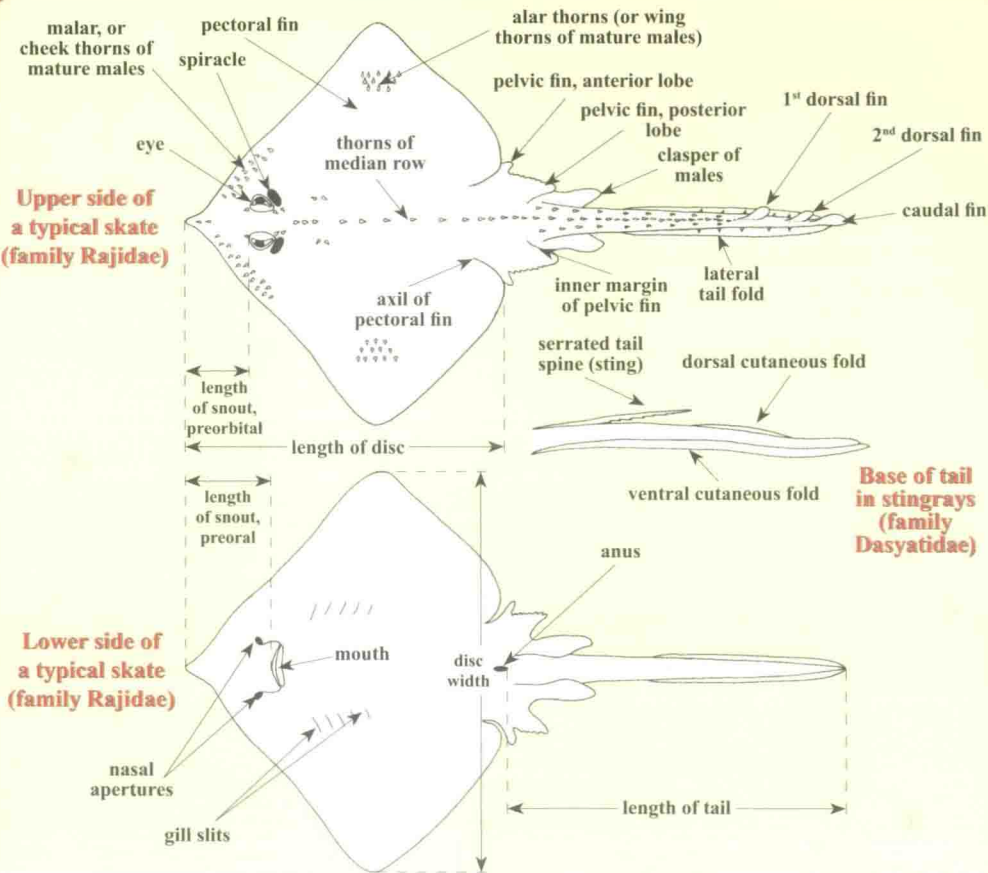 malar, or
cheek thorns of
mature males
pectoral fin
spiracle
eye
alar thorns (or wing
thorns of mature males)
pelvic fin, anterior lobe
pelvic fin, posterior
lobe
clasper of
males
1st dorsal fin
2nd dorsal fin
caudal fin
thorns of
median row
Upper side of
a typical skate
(family Rajidae)
axil of
pectoral fin
inner margin
of pelvic fin
lateral
tail fold
length
of snout,
preorbital
length of disc
serrated tail
spine (sting)
dorsal cutaneous fold
ventral cutaneous fold
Base of tail
in stingrays
(family
Dasyatidae)
length
of snout,
preoral
anus
Lower side of
a typical skate
(family Rajidae)
mouth
disc
width
nasal
apertures
gill slits
length of tail